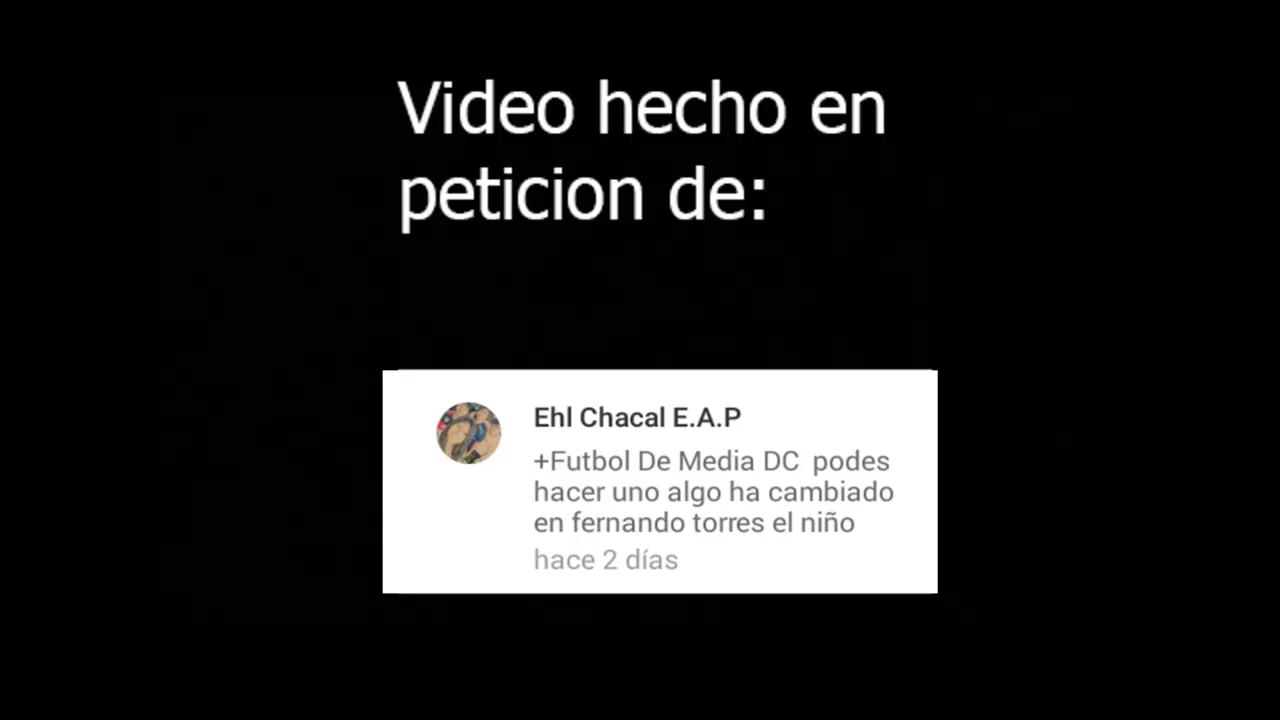 Video hecho en
peticion de:
Ehl Chacal E.A.P
+Futbol De Media DC podes
hacer uno algo ha cambiado
en fernando torres el niño
hace 2 días